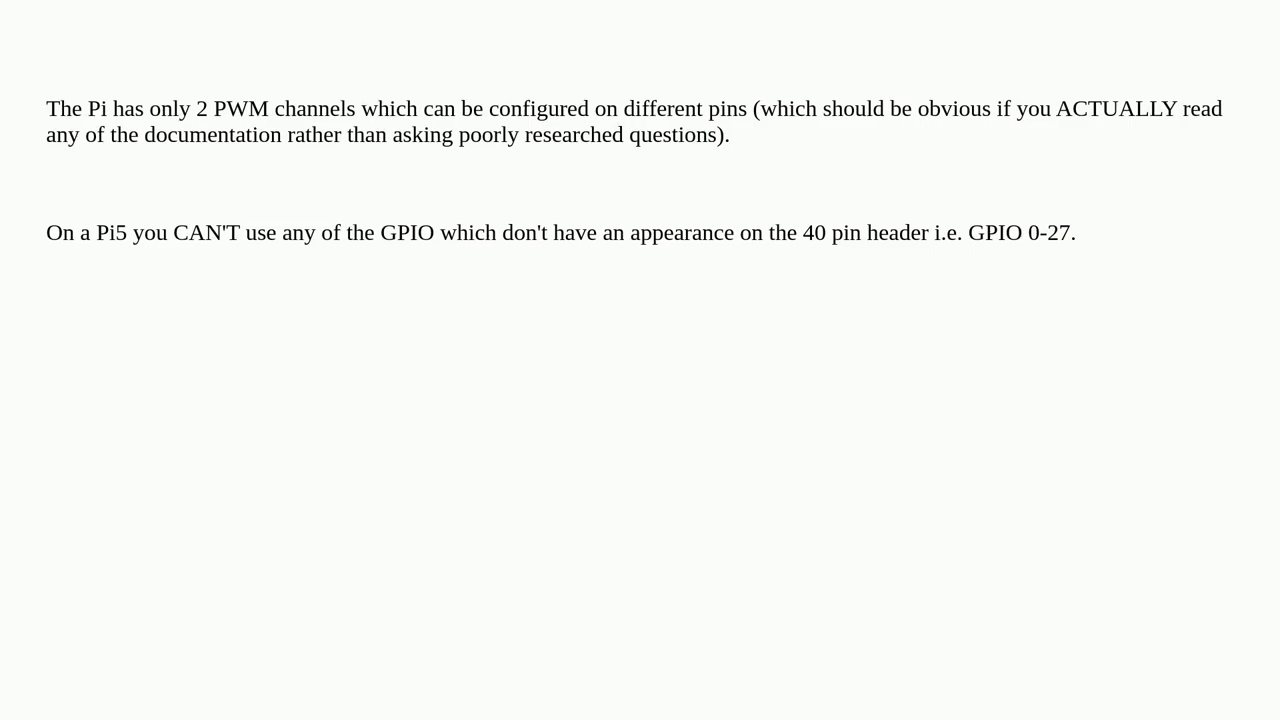 The Pi has only 2 PWM channels which can be configured on different pins (which should be obvious if you ACTUALLY read
any of the documentation rather than asking poorly researched questions).
On a Pi5 you CAN'T use any of the GPIO which don't have an appearance on the 40 pin header i.e. GPIO 0-27.